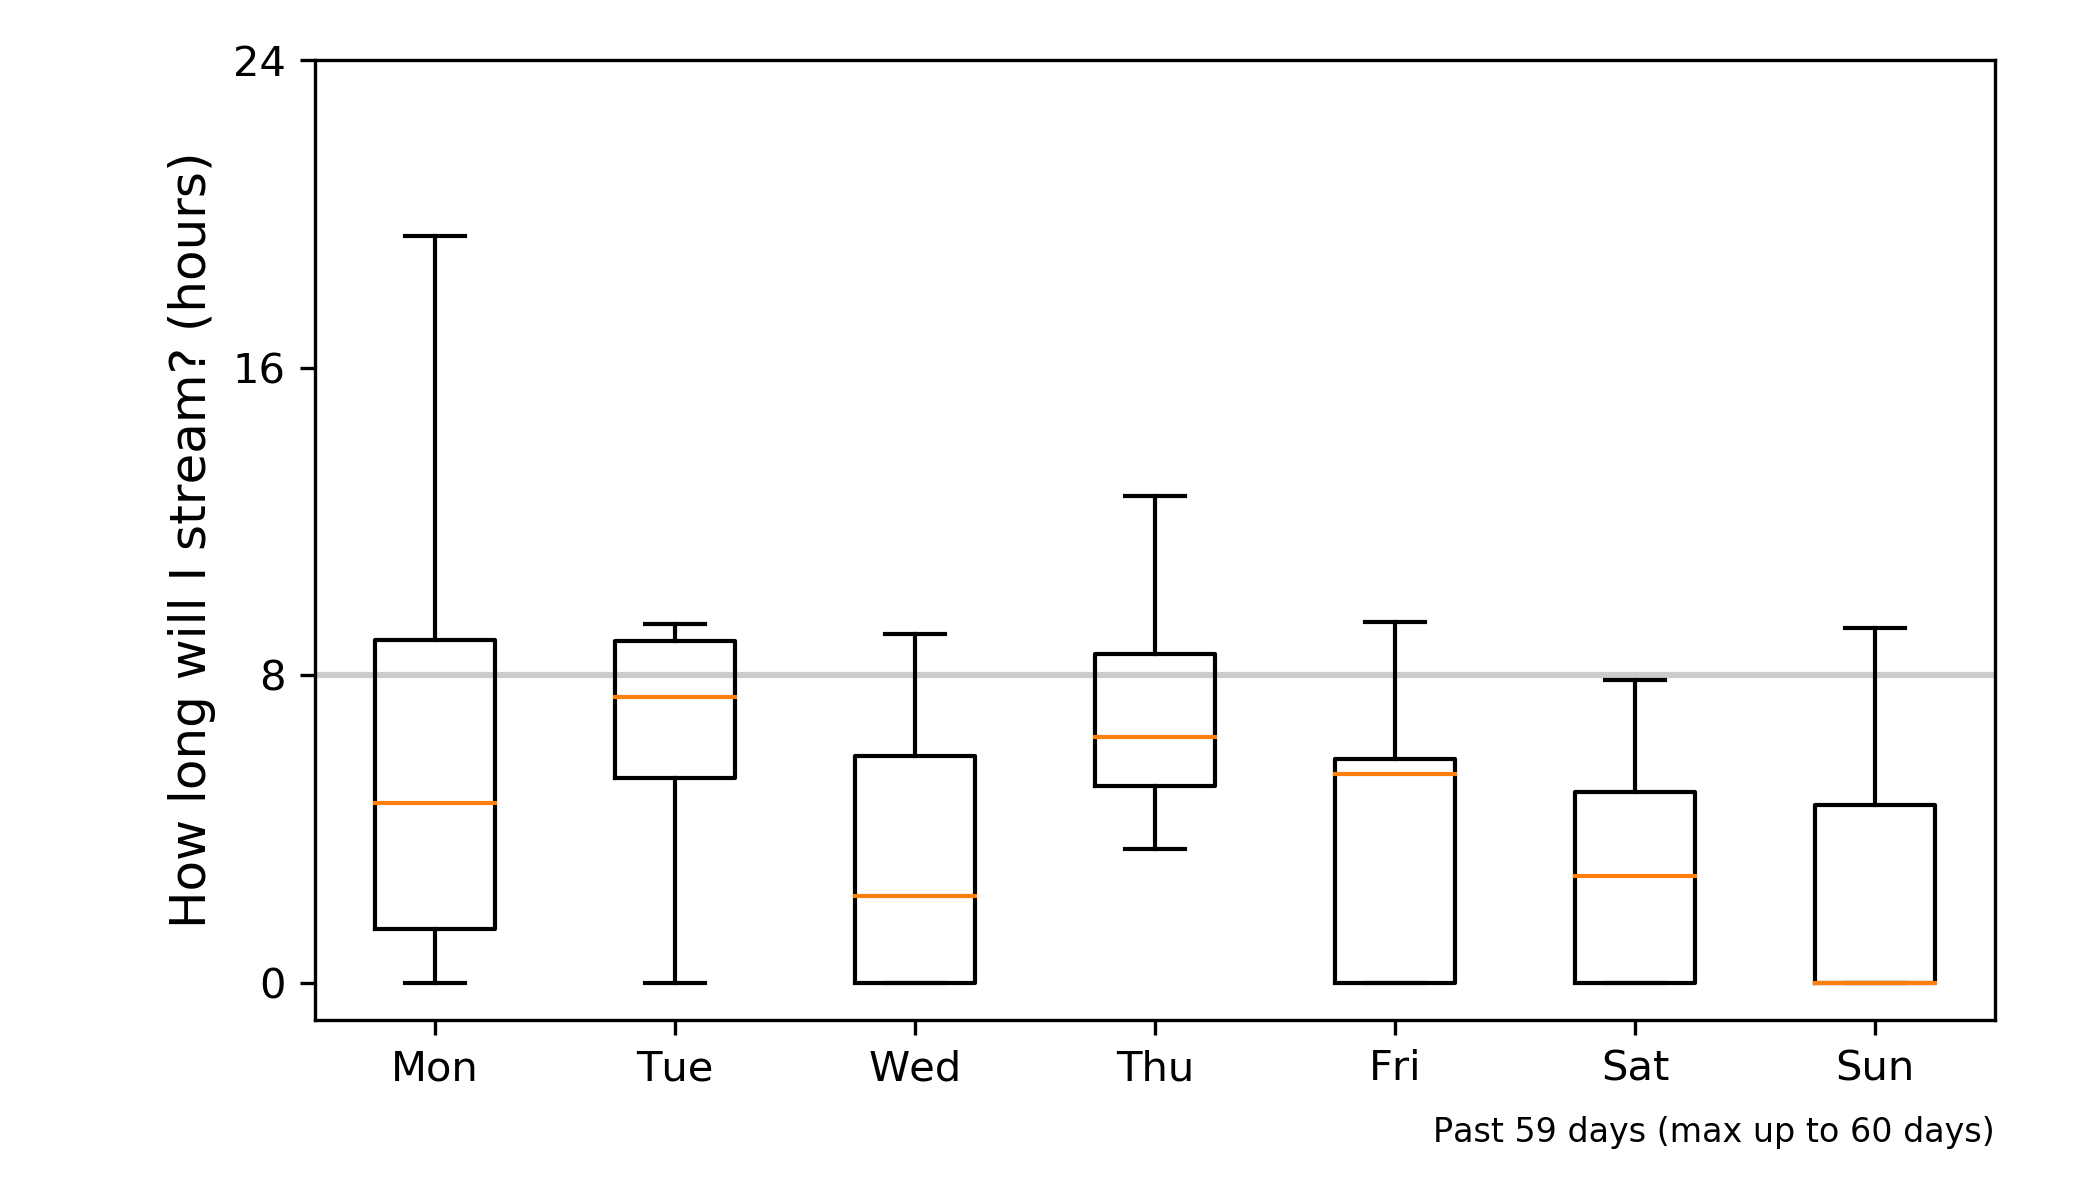 How long will I stream? (hours)
24
16
8
0
Mon Tue Wed Thu Fri Sat Sun
Past 59 days (max up to 60 days)